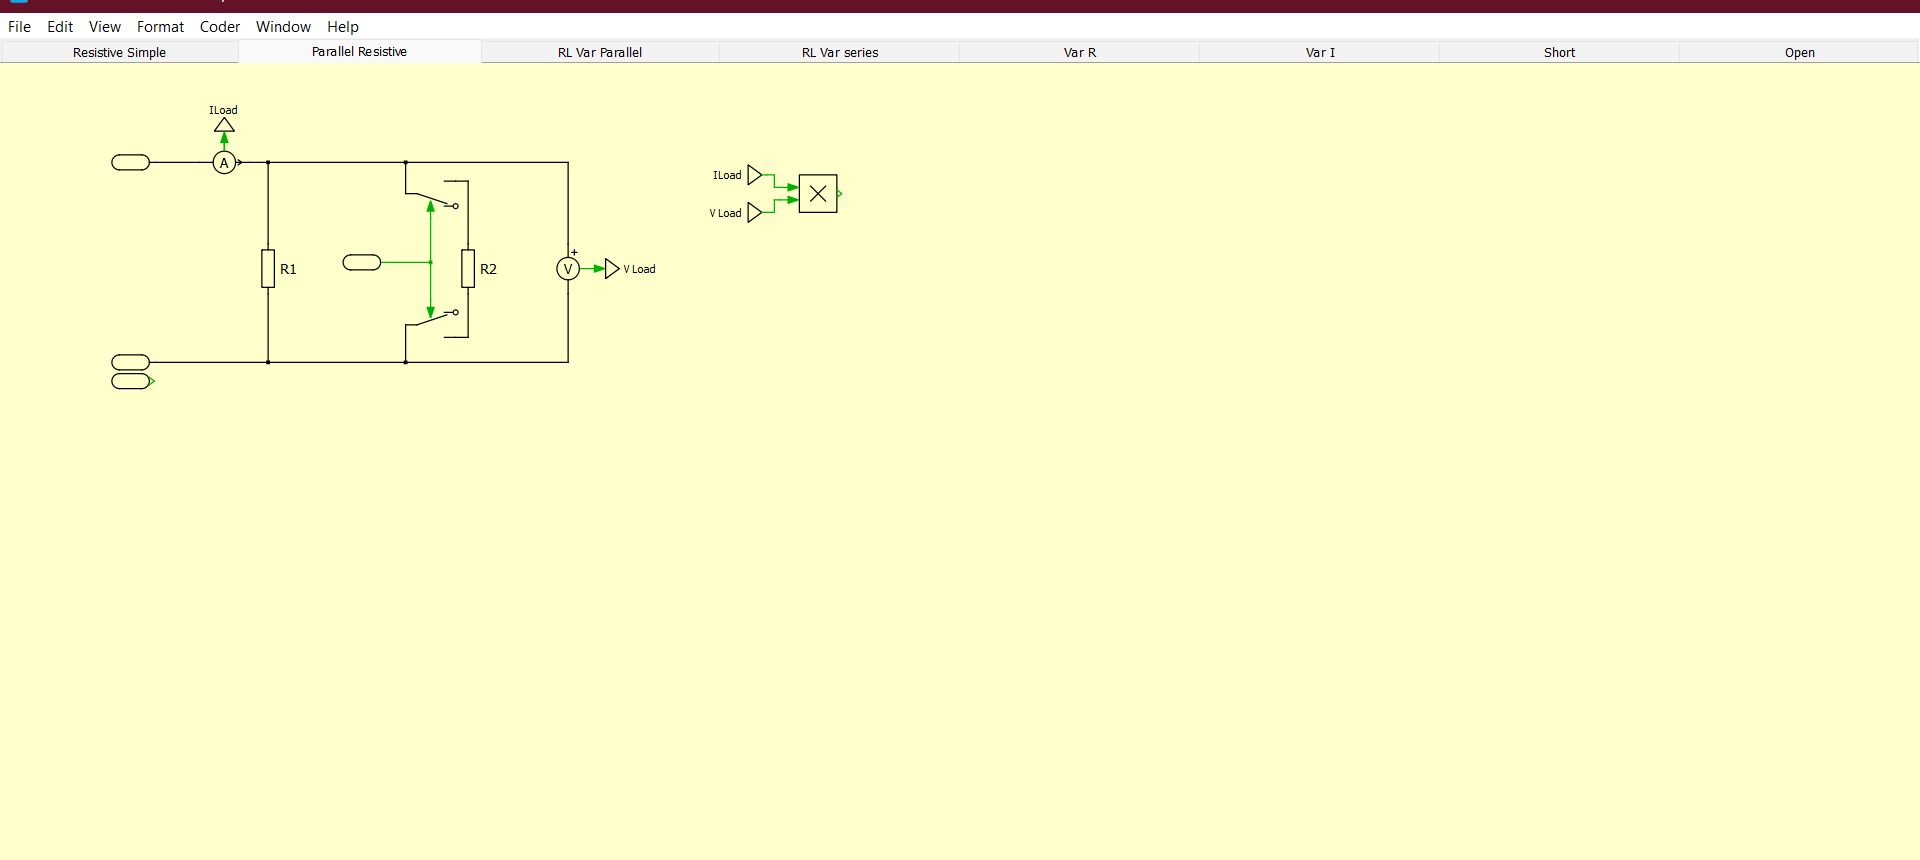 File Edit View Format Coder Window Help
Resistive Simple Parallel Resistive RL Var Parallel RL Var series Var R Var I Short Open
ILoad
A
ILoad
V Load
R1
R2
+
V
V Load